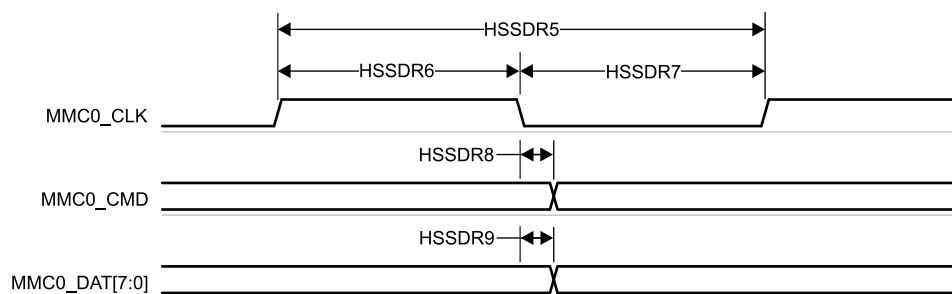 HSSDR5
HSSDR6
HSSDR7
MMC0_CLK
HSSDR8
MMC0_CMD
HSSDR9
MMC0_DAT[7:0]